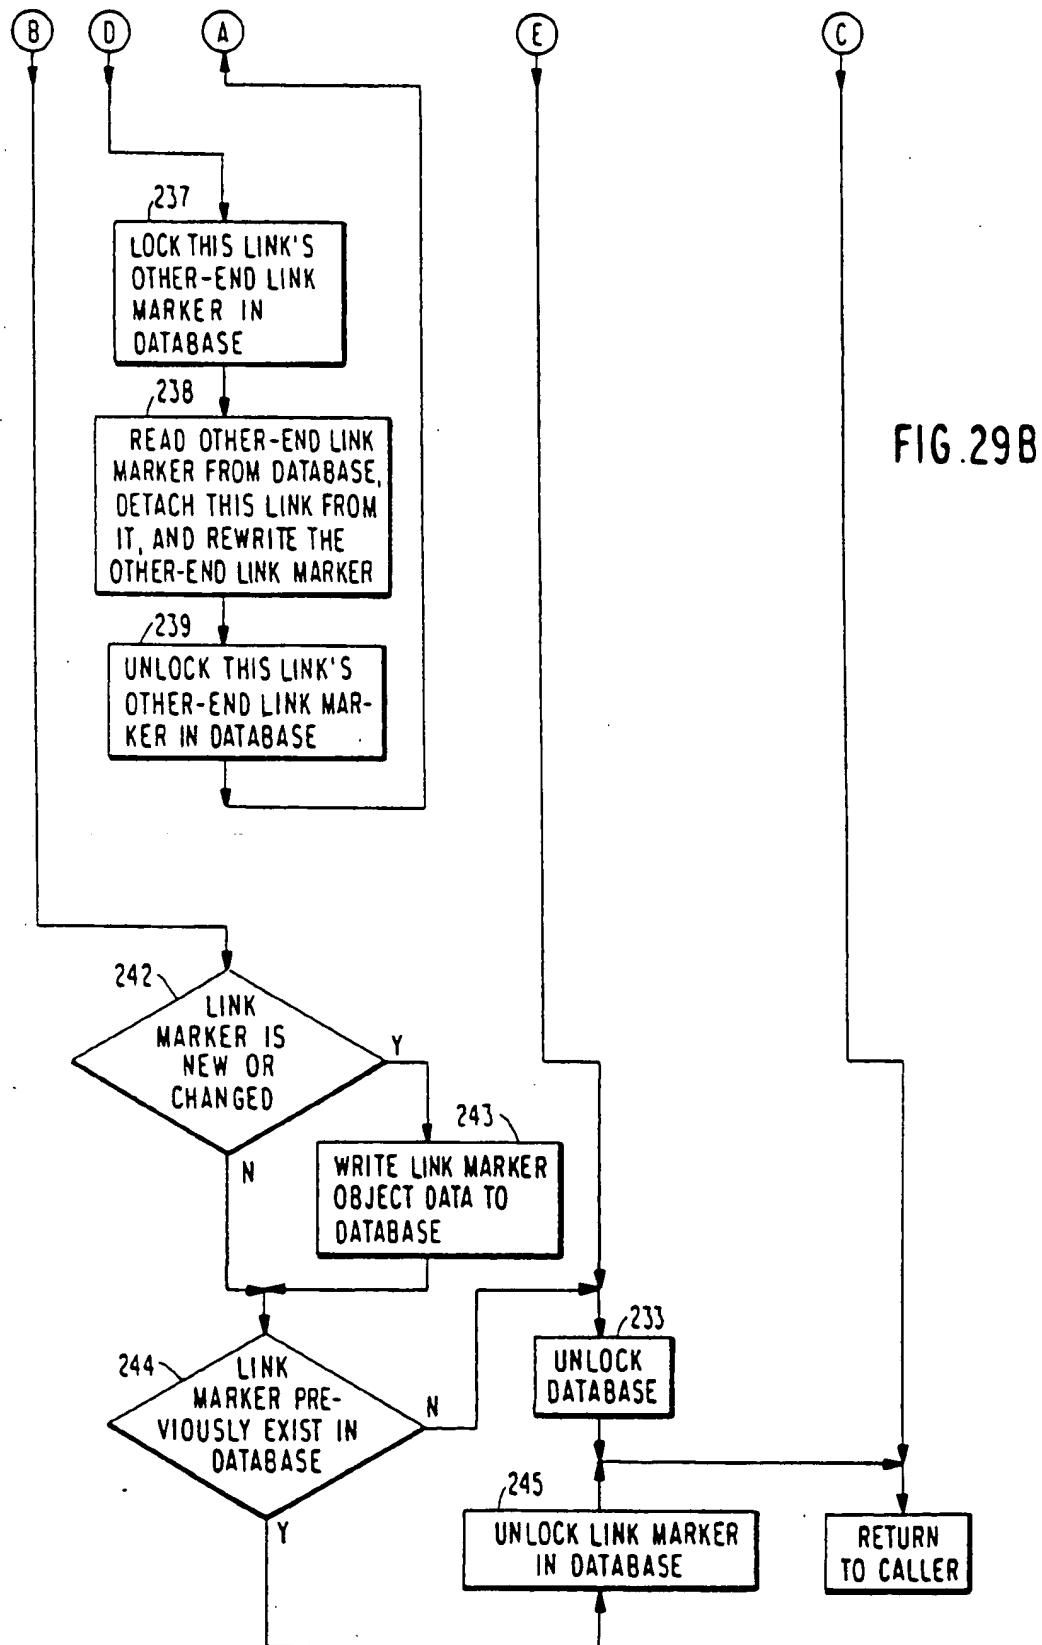 B D A E C
237
LOCK THIS LINK'S
OTHER-END LINK
MARKER IN
DATABASE
238
READ OTHER-END LINK
MARKER FROM DATABASE,
DETACH THIS LINK FROM
IT, AND REWRITE THE
OTHER-END LINK MARKER
FIG.29B
239
UNLOCK THIS LINK'S
OTHER-END LINK MAR-
KER IN DATABASE
242
LINK
MARKER IS
NEW OR
CHANGED
Y
N
243
WRITE LINK MARKER
OBJECT DATA TO
DATABASE
244
LINK
MARKER PRE-
VIOUSLY EXIST IN
DATABASE
N
Y
233
UNLOCK
DATABASE
245
UNLOCK LINK MARKER
IN DATABASE
RETURN
TO CALLER